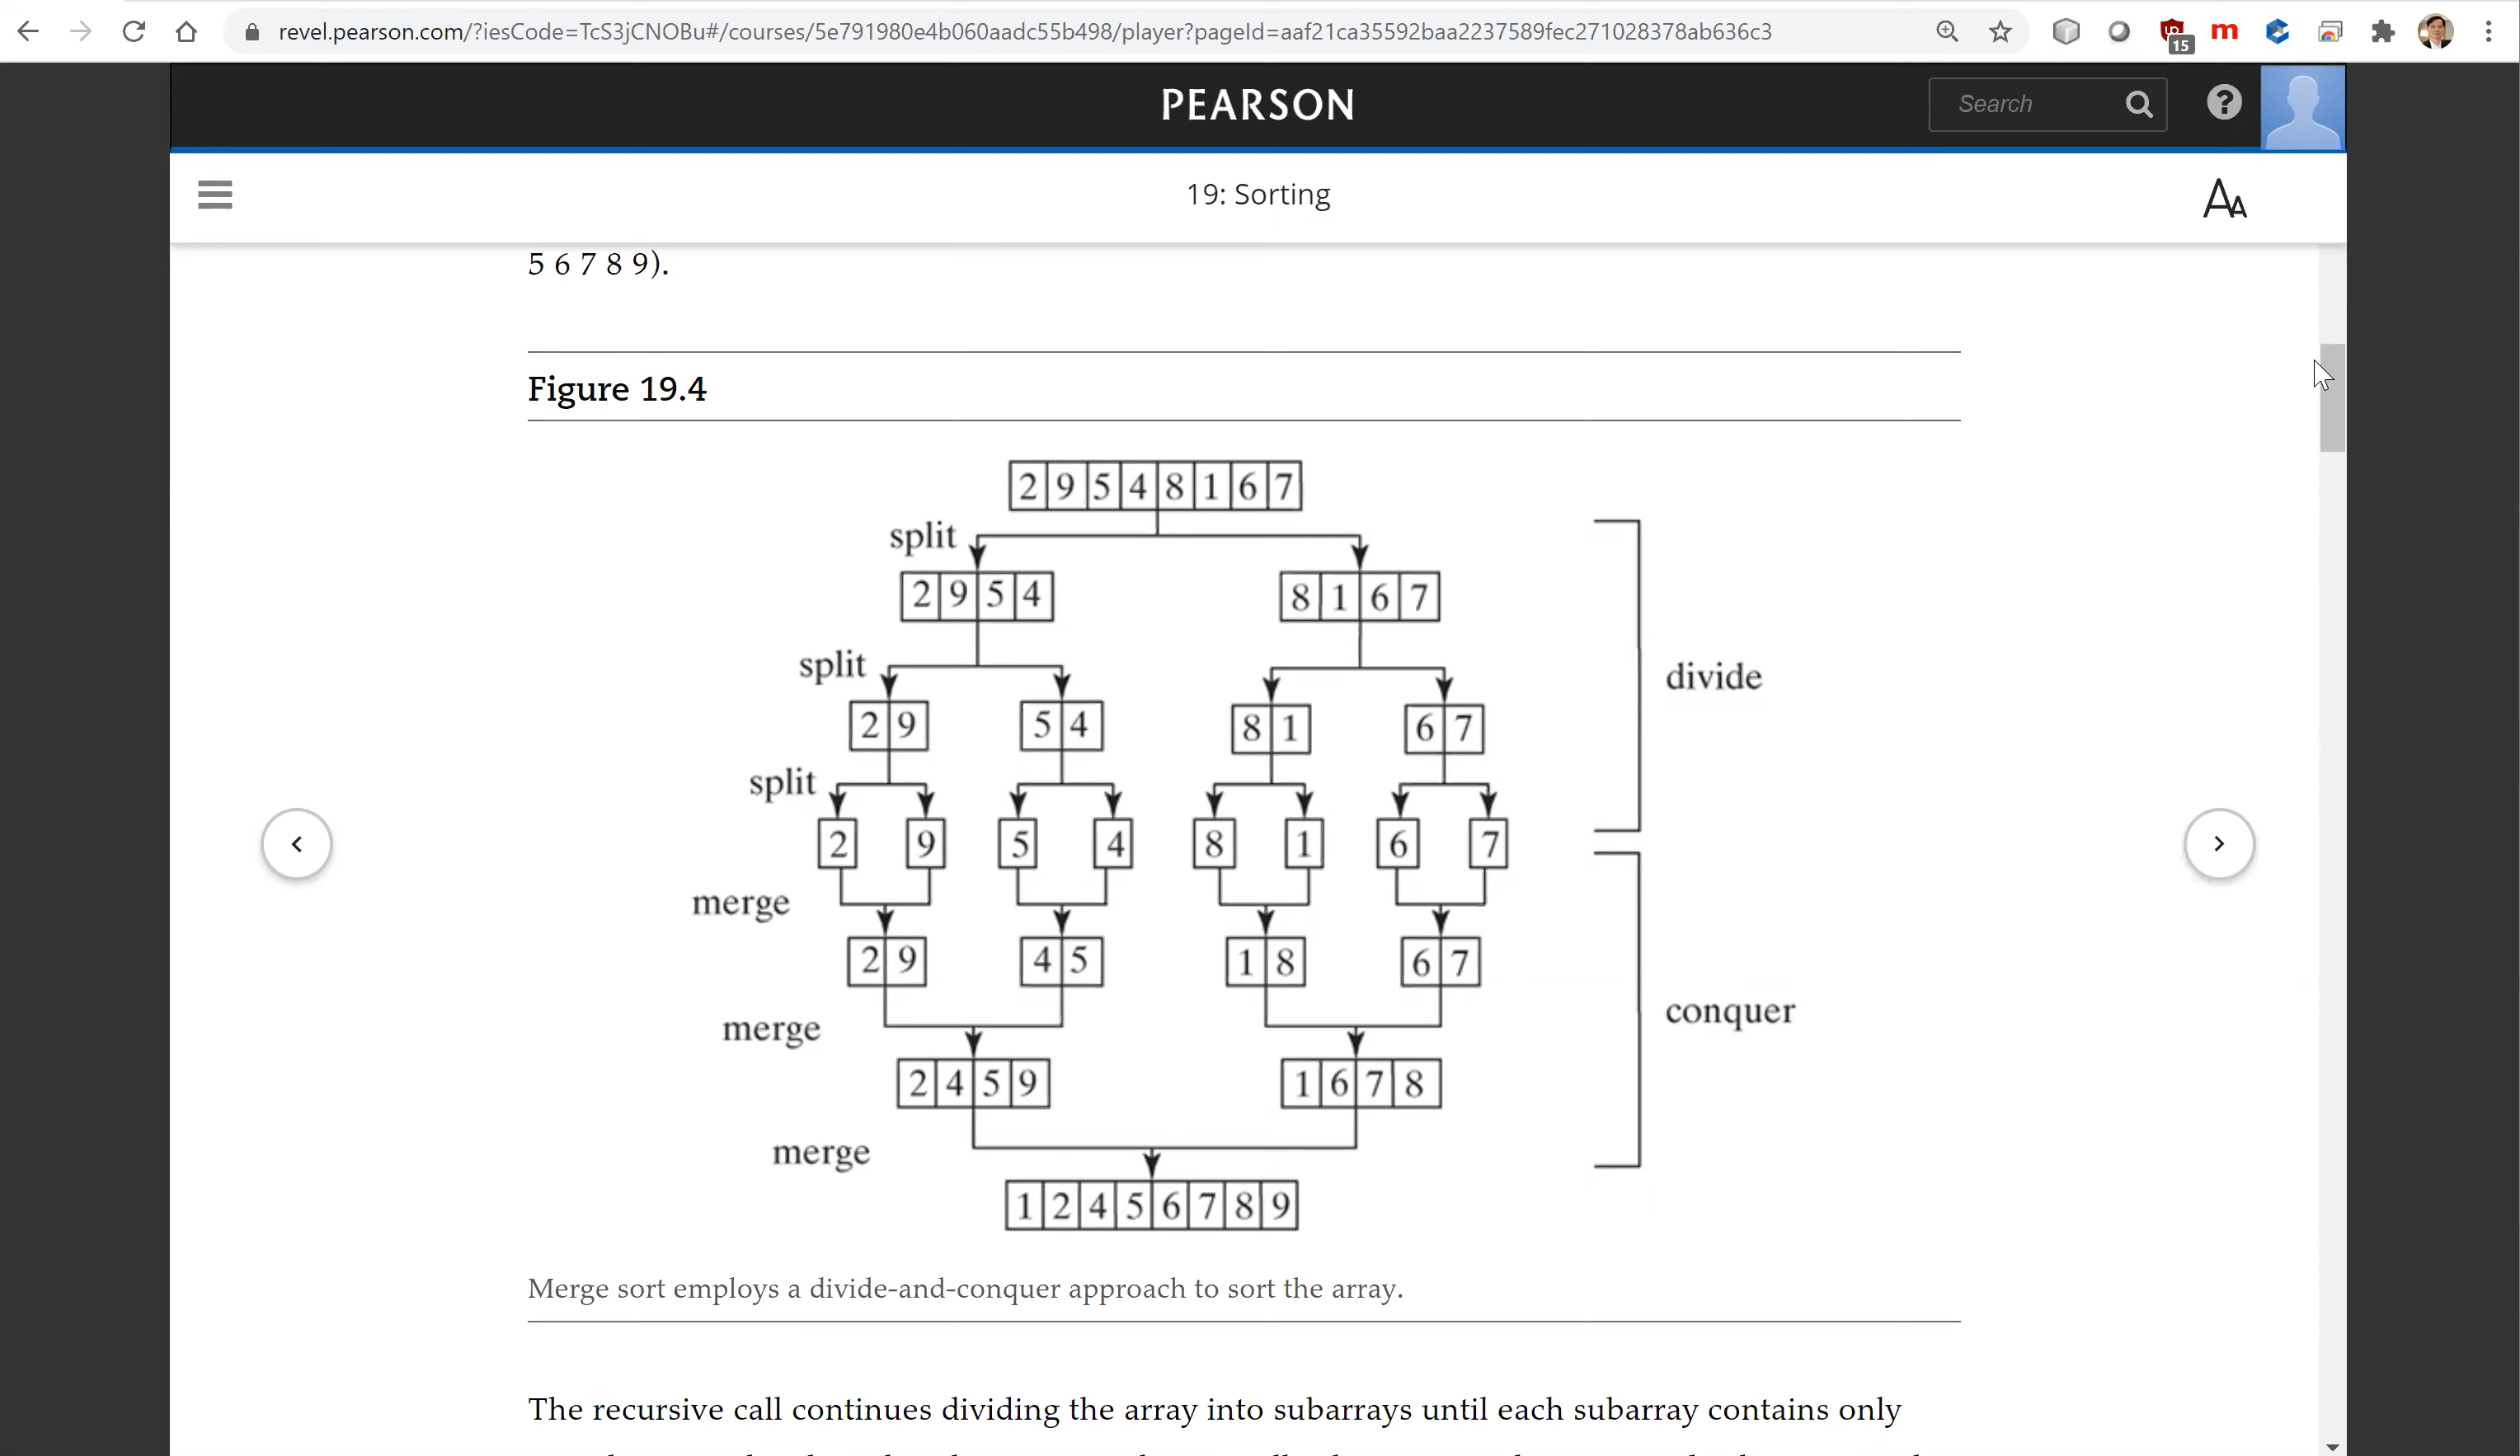 revel.pearson.com/?iesCode=TcS3jCNOBu#/courses/5e791980e4b060aadc55b498/player?pageId=aaf21ca35592baa2237589fec271028378ab636c3
15
m
PEARSON
Search
?
19: Sorting
AA
5 6 7 8 9).
Figure 19.4
2 9 5 4 8 1 6 7
split
2 9 5 4 8 1 6 7
split
2 9 5 4 8 1 6 7
split
2 9 5 4 8 1 6 7
merge
2 9 4 5 1 8 6 7
merge
2 4 5 9 1 6 7 8
merge
1 2 4 5 6 7 8 9
divide
conquer
Merge sort employs a divide-and-conquer approach to sort the array.
The recursive call continues dividing the array into subarrays until each subarray contains only